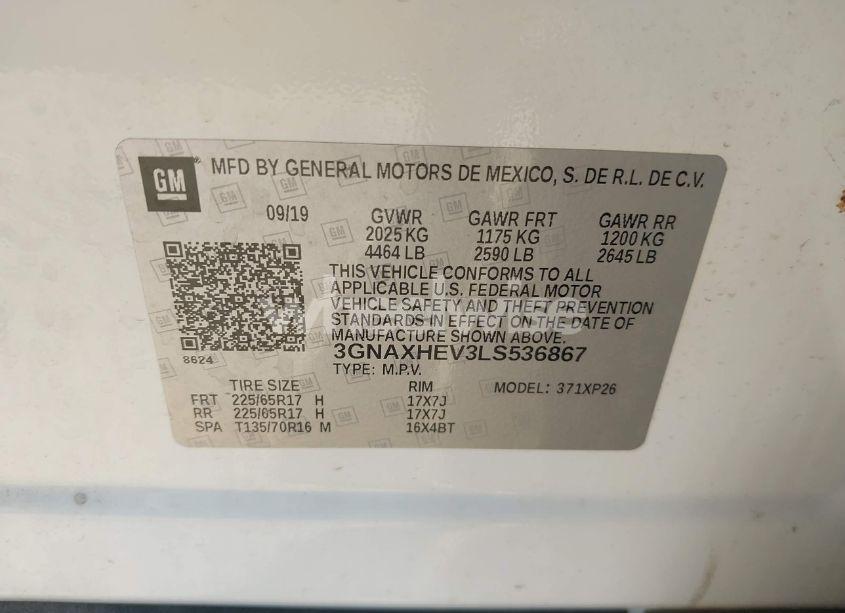 GM ® MFD BY GENERAL MOTORS DE MEXICO, S. DE R.L. DE C.V.
09/19 GVWR GAWR FRT GAWR RR
2025 KG 1175 KG 1200 KG
4464 LB 2590 LB 2645 LB
THIS VEHICLE CONFORMS TO ALL
APPLICABLE U.S. FEDERAL MOTOR
VEHICLE SAFETY AND THEFT PREVENTION
STANDARDS IN EFFECT ON THE DATE OF
MANUFACTURE SHOWN ABOVE.
8624 3GNAXHEV3LS536867
TYPE: M.P.V.
TIRE SIZE RIM MODEL: 371XP26
FRT 225/65R17 H 17X7J
RR 225/65R17 H 17X7J
SPA T135/70R16 M 16X4BT